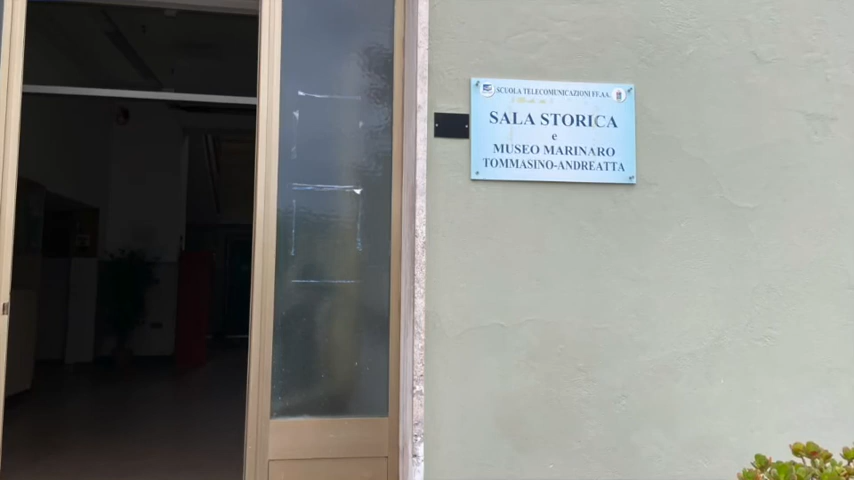 SCUOLA TELECOMUNICAZIONI FF.AA.
SALA STORICA
e
MUSEO MARINARO
TOMMASINO-ANDREATTA